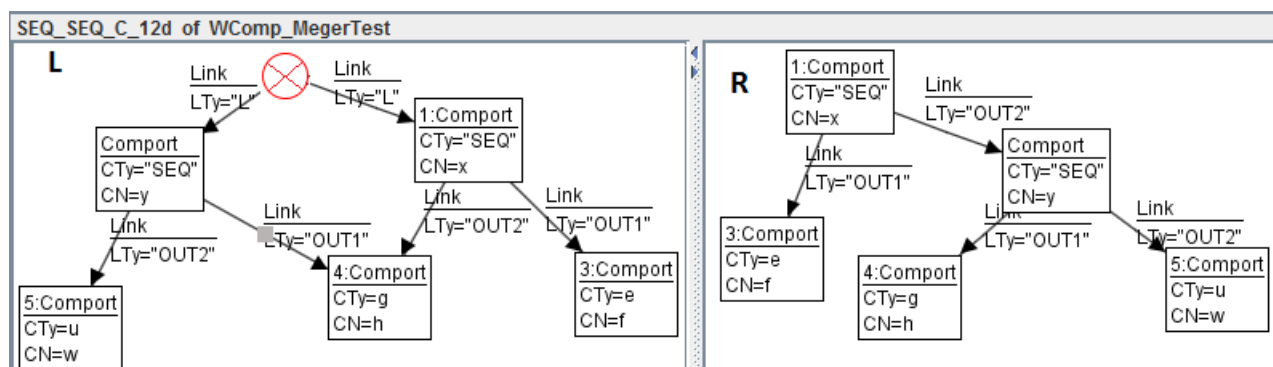 SEQ_SEQ_C_12d of WComp_MegerTest
L
Link
LTy="L"
Link
LTy="L"
Comport
CTy="SEQ"
CN=y
1:Comport
CTy="SEQ"
CN=x
Link
LTy="OUT2"
Link
LTy="OUT1"
Link
LTy="OUT2"
Link
LTy="OUT1"
5:Comport
CTy=u
CN=w
4:Comport
CTy=g
CN=h
3:Comport
CTy=e
CN=f
R
1:Comport
CTy="SEQ"
CN=x
Link
LTy="OUT2"
Link
LTy="OUT1"
Comport
CTy="SEQ"
CN=y
Link
LTy="OUT1"
Link
LTy="OUT2"
3:Comport
CTy=e
CN=f
4:Comport
CTy=g
CN=h
5:Comport
CTy=u
CN=w